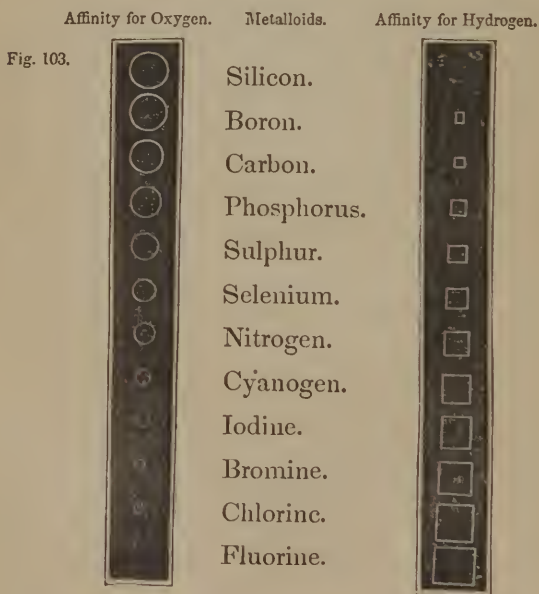 Affinity for Oxygen. Metalloids. Affinity for Hydrogen.
Fig. 103.
Silicon.
Boron.
Carbon.
Phosphorus.
Sulphur.
Selenium.
Nitrogen.
Cyanogen.
Iodine.
Bromine.
Chlorine.
Fluorine.